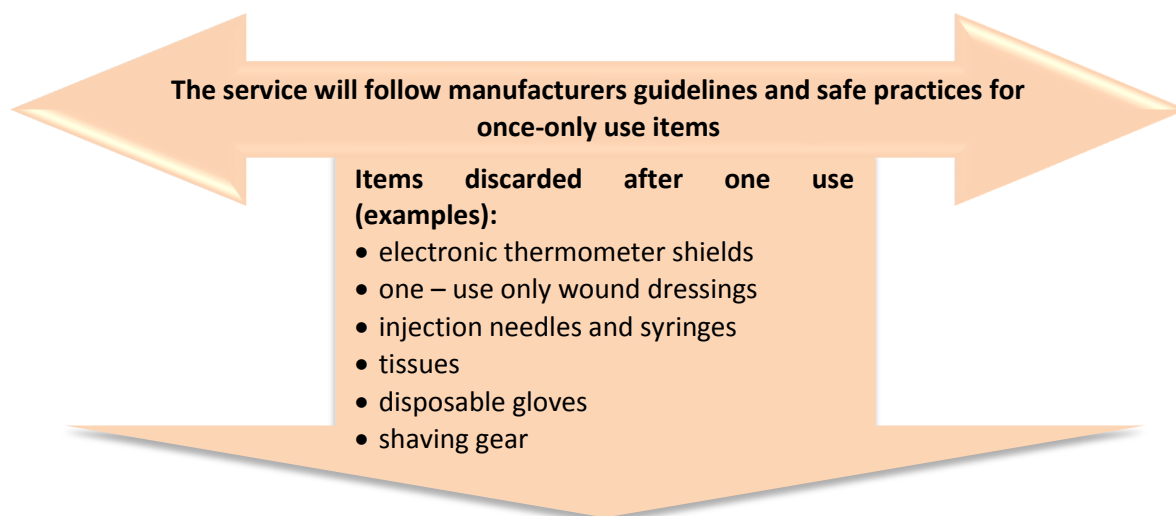 The service will follow manufacturers guidelines and safe practices for
once-only use items
Items discarded after one use
(examples):
• electronic thermometer shields
• one – use only wound dressings
• injection needles and syringes
• tissues
• disposable gloves
• shaving gear